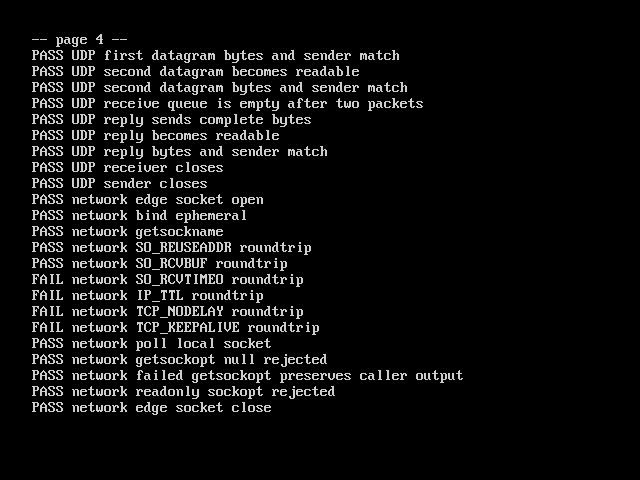 -- page 4 --
PASS UDP first datagram bytes and sender match
PASS UDP second datagram becomes readable
PASS UDP second datagram bytes and sender match
PASS UDP receive queue is empty after two packets
PASS UDP reply sends complete bytes
PASS UDP reply becomes readable
PASS UDP reply bytes and sender match
PASS UDP receiver closes
PASS UDP sender closes
PASS network edge socket open
PASS network bind ephemeral
PASS network getsockname
PASS network SO_REUSEADDR roundtrip
PASS network SO_RCVBUF roundtrip
FAIL network SO_RCVTIMEO roundtrip
FAIL network IP_TTL roundtrip
FAIL network TCP_NODELAY roundtrip
FAIL network TCP_KEEPALIVE roundtrip
PASS network poll local socket
PASS network getsockopt null rejected
PASS network failed getsockopt preserves caller output
PASS network readonly sockopt rejected
PASS network edge socket close